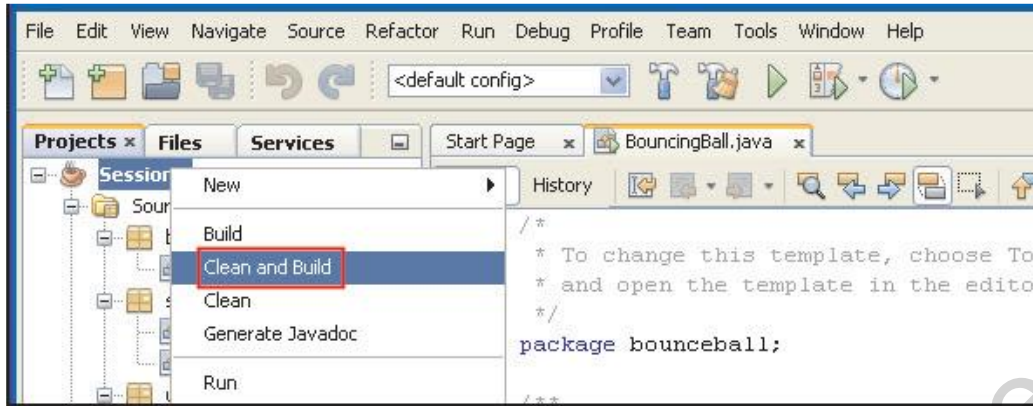 File Edit View Navigate Source Refactor Run Debug Profile Team Tools Window Help
<default config>
Projects Files Services
Start Page BouncingBall.java
Session
Sour
New
History
Build
Clean and Build
Clean
Generate Javadoc
Run
/*
* To change this template, choose To
* and open the template in the edito
*/
package bounceball;
/**